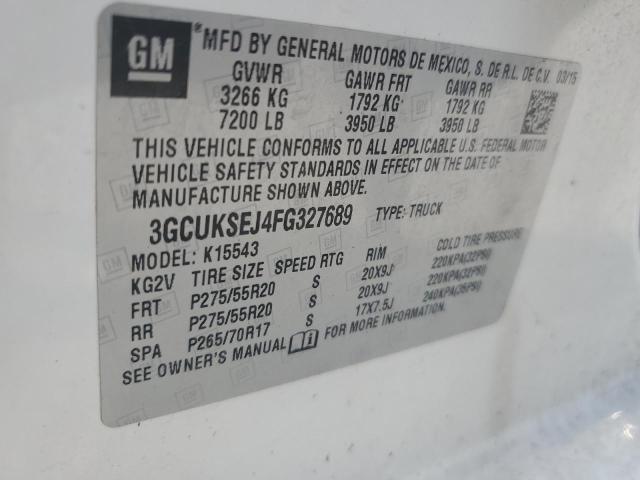 GM
*MFD BY GENERAL MOTORS DE MEXICO, S. DE R.L. DE C.V. 03/15
GVWR GAWR FRT GAWR RR
3266 KG 1792 KG 1792 KG
7200 LB 3950 LB 3950 LB
THIS VEHICLE CONFORMS TO ALL APPLICABLE U.S. FEDERAL MOTOR
VEHICLE SAFETY STANDARDS IN EFFECT ON THE DATE OF
MANUFACTURE SHOWN ABOVE.
3GCUKSEJ4FG327689 TYPE: TRUCK
MODEL: K15543
KG2V TIRE SIZE SPEED RTG RIM COLD TIRE PRESSURE
FRT P275/55R20 S 20X9J 220KPA(32PSI)
RR P275/55R20 S 20X9J 220KPA(32PSI)
SPA P265/70R17 S 17X7.5J 240KPA(35PSI)
SEE OWNER'S MANUAL FOR MORE INFORMATION.